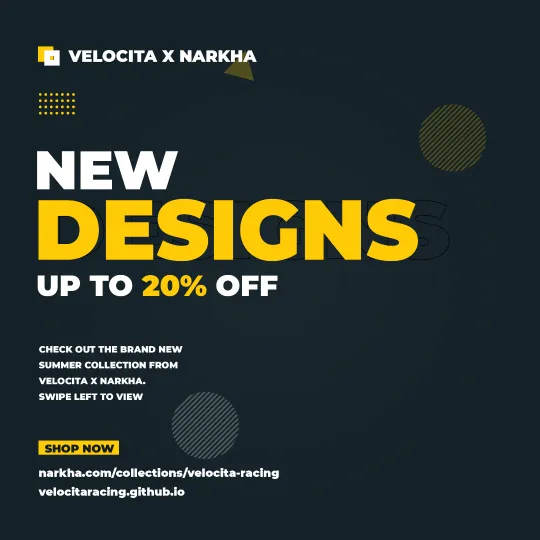 VELOCITA X NARKHA
NEW
DESIGNS
UP TO 20% OFF
CHECK OUT THE BRAND NEW
SUMMER COLLECTION FROM
VELOCITA X NARKHA.
SWIPE LEFT TO VIEW
SHOP NOW
narkha.com/collections/velocita-racing
velocitaracing.github.io